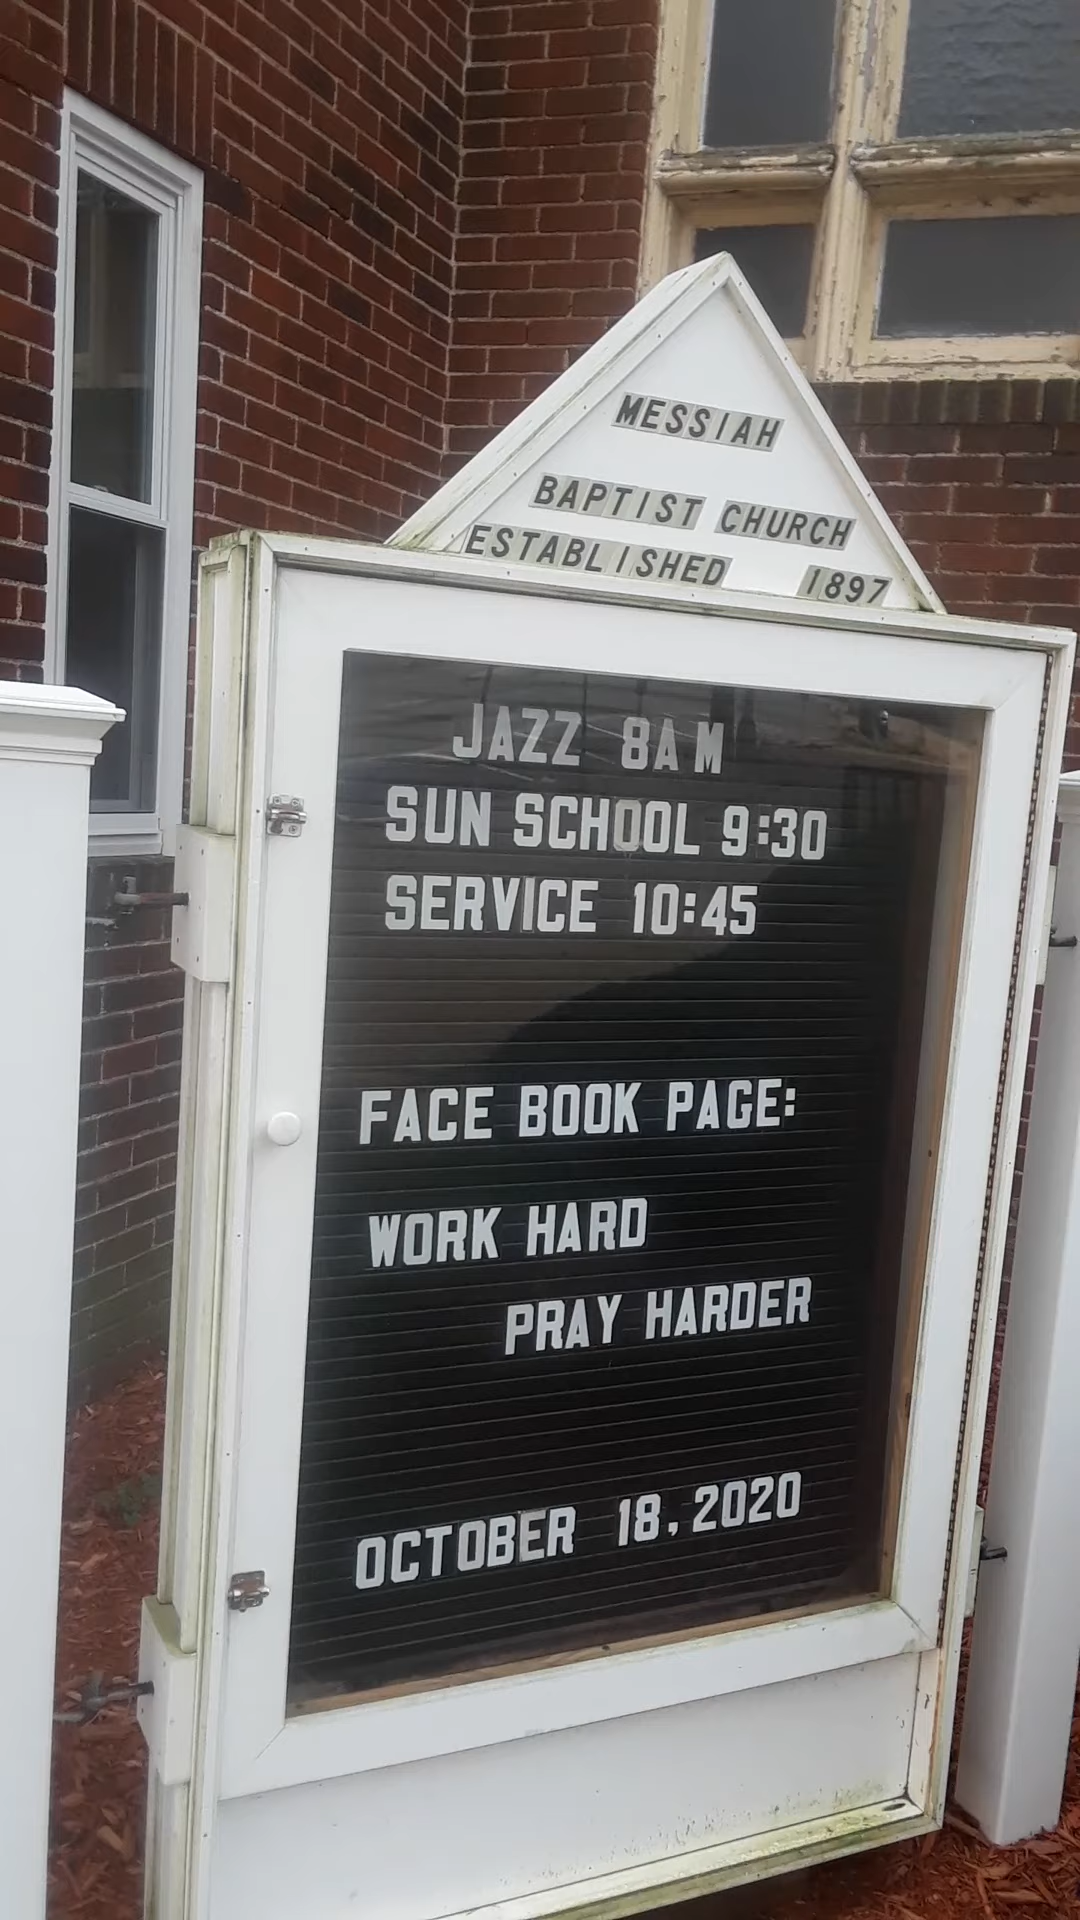 MESSIAH
BAPTIST CHURCH
ESTABLISHED 1897
JAZZ 8AM
SUN SCHOOL 9:30
SERVICE 10:45
FACE BOOK PAGE:
WORK HARD
PRAY HARDER
OCTOBER 18, 2020